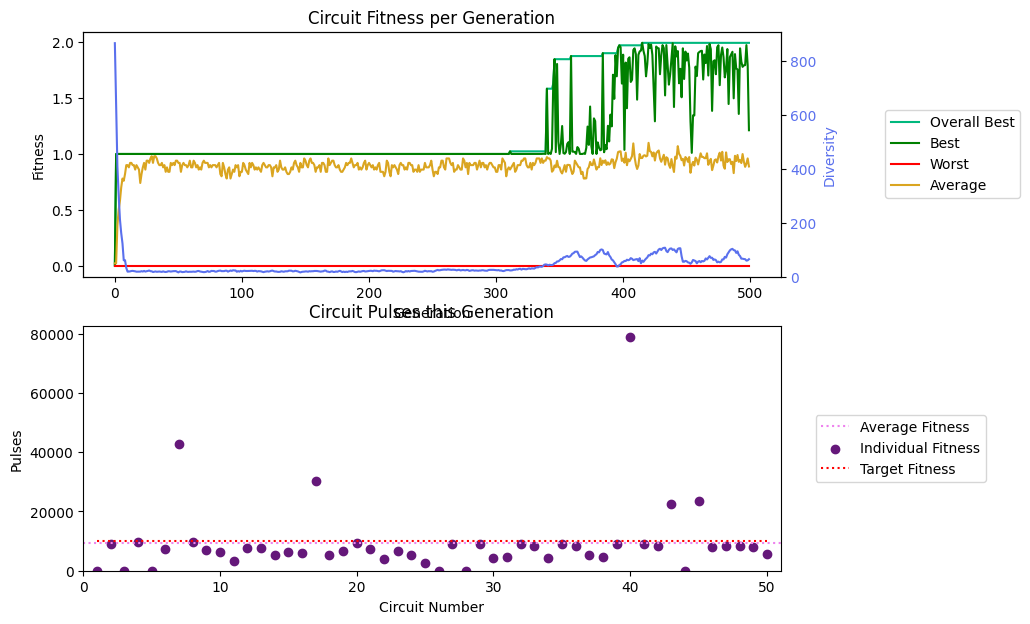 Circuit Fitness per Generation
2.0
1.5
1.0
0.5
0.0
Fitness
800
600
400
200
0
Diversity
0
100
200
300
400
500
Generation
Overall Best
Best
Worst
Average
Circuit Pulses this Generation
80000
60000
40000
20000
0
Pulses
0
10
20
30
40
50
Circuit Number
Average Fitness
Individual Fitness
Target Fitness